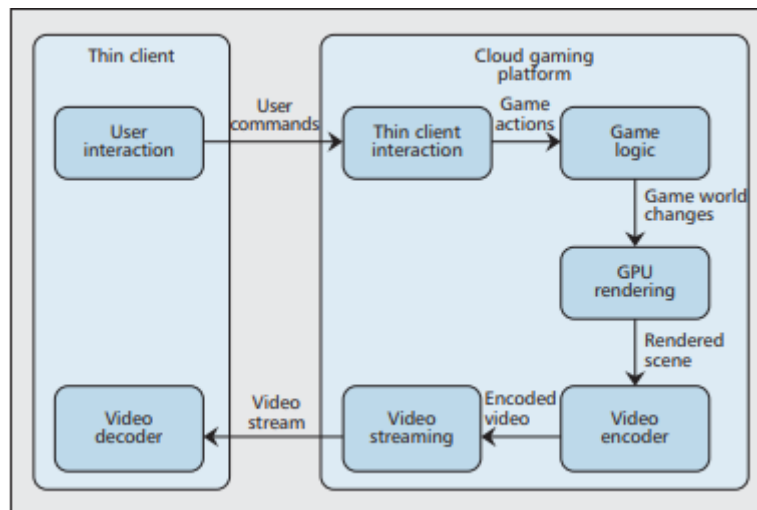 Thin client
Cloud gaming
platform
User
interaction
User
commands
Thin client
interaction
Game
actions
Game
logic
Game world
changes
GPU
rendering
Rendered
scene
Video
decoder
Video
stream
Video
streaming
Encoded
video
Video
encoder